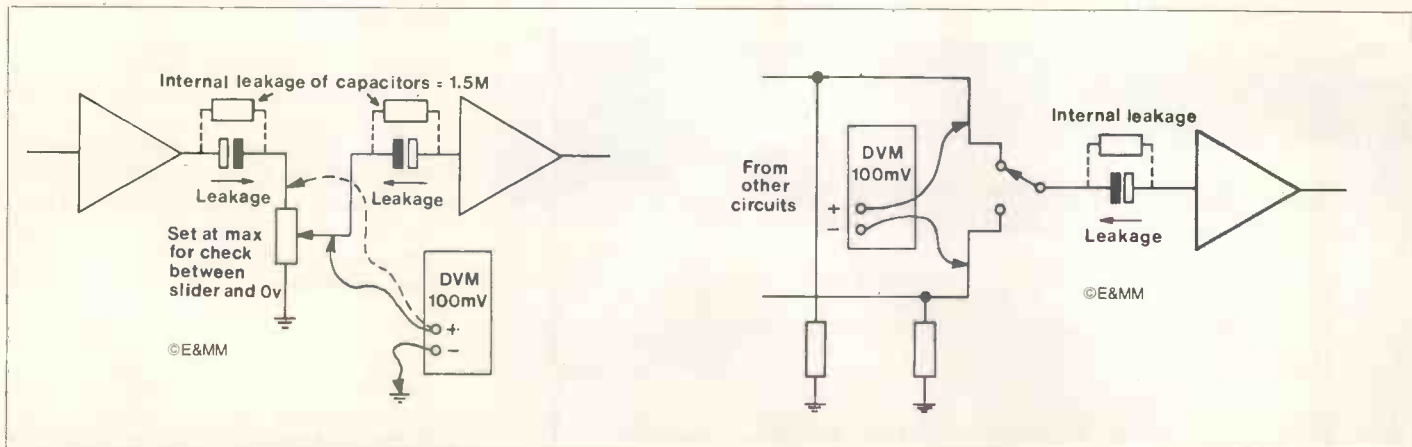 Internal leakage of capacitors = 1.5M
Leakage
Leakage
Set at max
for check
between
slider and 0v
DVM
100mV
+
−
©E&MM
From
other
circuits
DVM
100mV
+
−
Internal leakage
Leakage
©E&MM